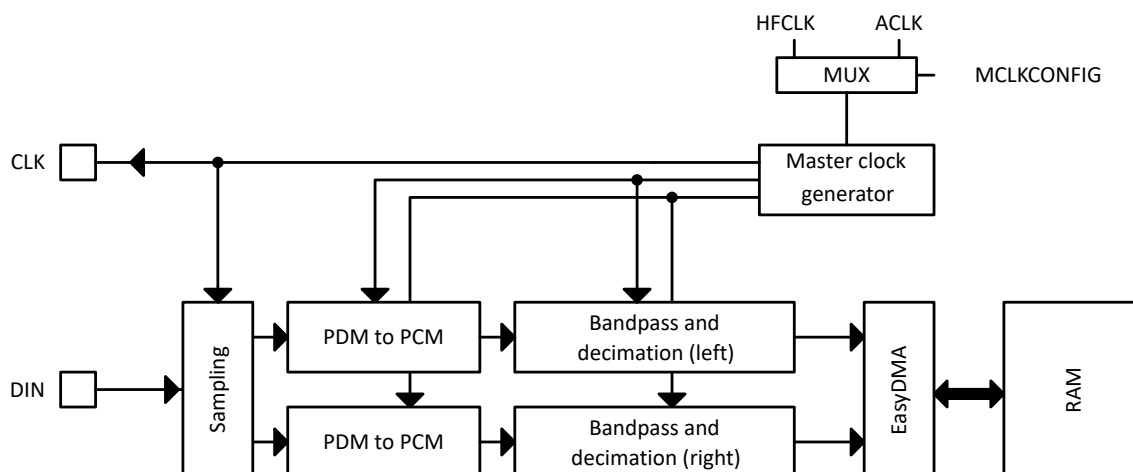 HFCLK
ACLK
MUX
MCLKCONFIG
CLK
Master clock
generator
Sampling
PDM to PCM
Bandpass and
decimation (left)
EasyDMA
RAM
DIN
PDM to PCM
Bandpass and
decimation (right)